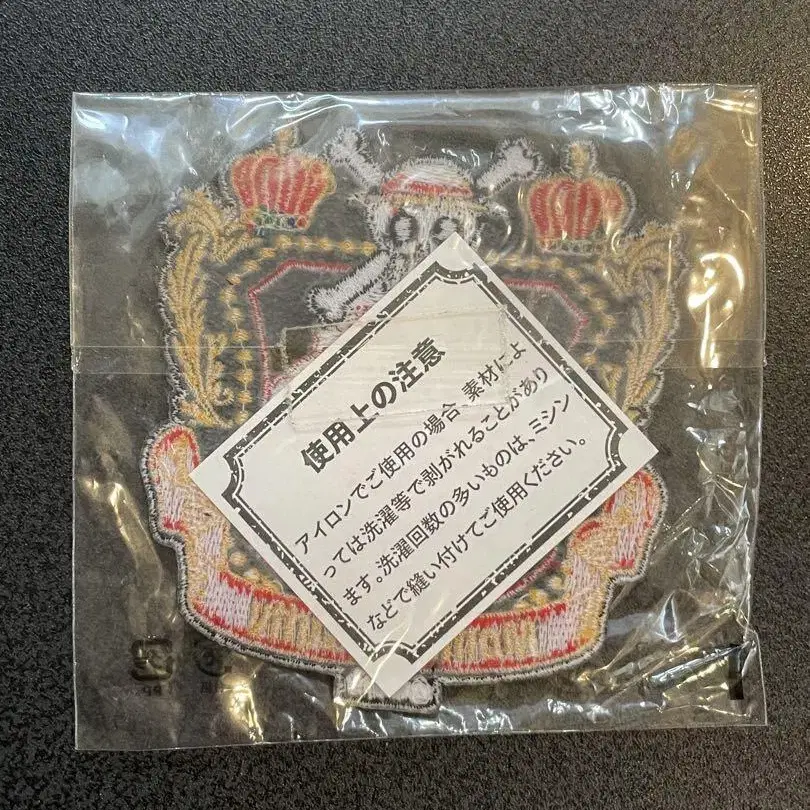 使用上の注意
アイロンでご使用の場合 素材によ
っては洗濯等で剥がれることがあり
ます。洗濯回数の多いものは、ミシン
などで縫い付けてご使用ください。